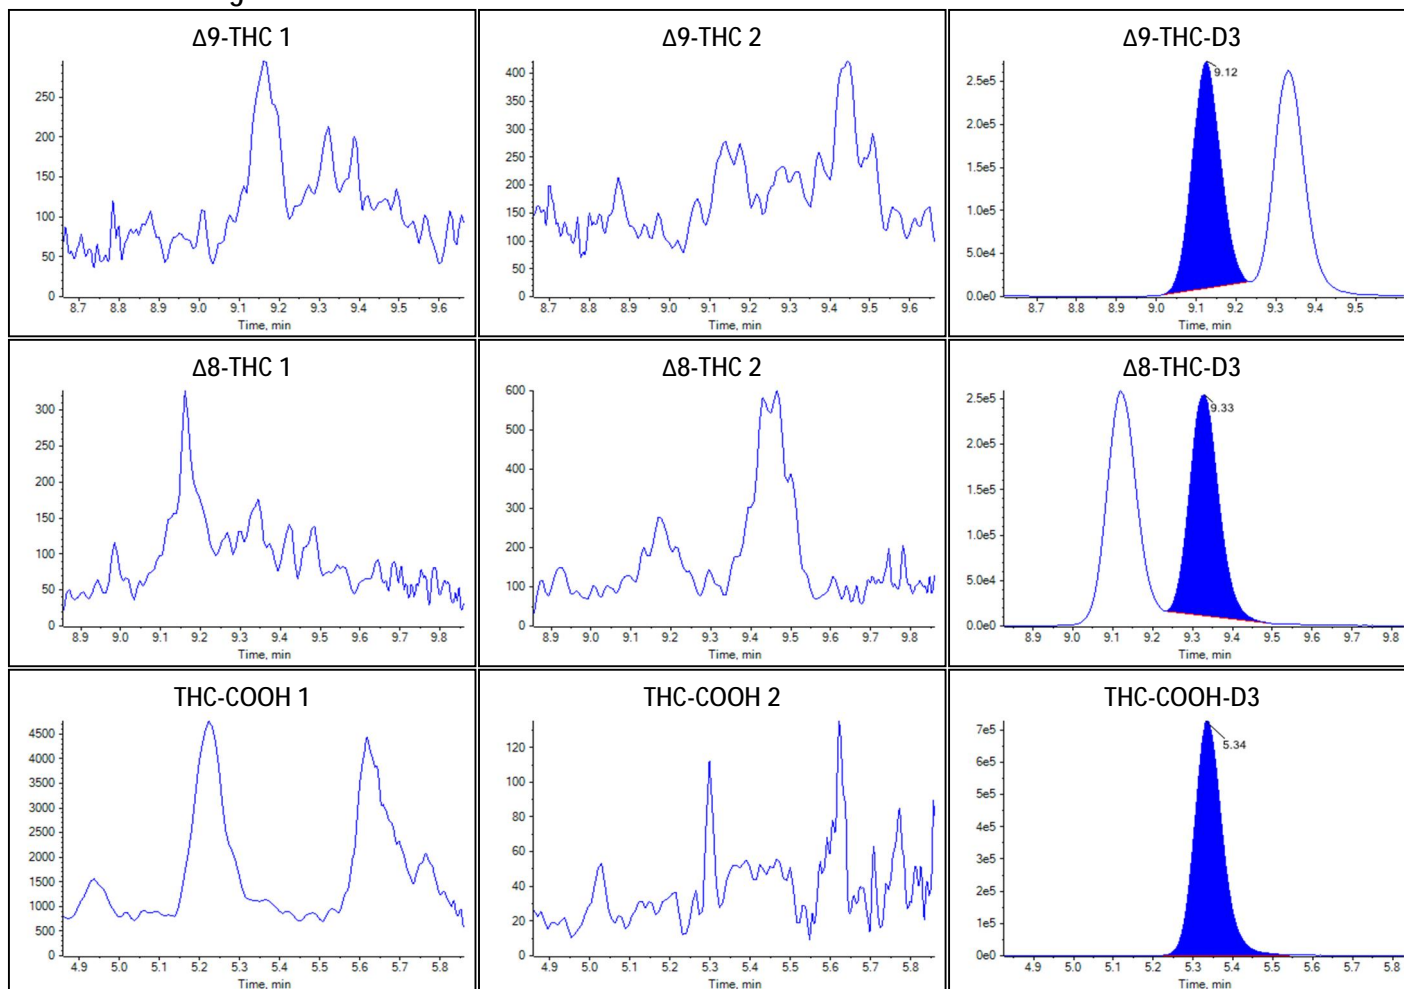 Δ9-THC 1
300
250
200
150
100
50
0
8.7 8.8 8.9 9.0 9.1 9.2 9.3 9.4 9.5 9.6
Time, min
Δ9-THC 2
400
350
300
250
200
150
100
50
0
8.7 8.8 8.9 9.0 9.1 9.2 9.3 9.4 9.5 9.6
Time, min
Δ9-THC-D3
9.12
2.5e5
2.0e5
1.5e5
1.0e5
5.0e4
0.0e0
8.7 8.8 8.9 9.0 9.1 9.2 9.3 9.4 9.5
Time, min
Δ8-THC 1
300
250
200
150
100
50
0
8.9 9.0 9.1 9.2 9.3 9.4 9.5 9.6 9.7 9.8
Time, min
Δ8-THC 2
600
500
400
300
200
100
0
8.9 9.0 9.1 9.2 9.3 9.4 9.5 9.6 9.7 9.8
Time, min
Δ8-THC-D3
9.33
2.5e5
2.0e5
1.5e5
1.0e5
5.0e4
0.0e0
8.9 9.0 9.1 9.2 9.3 9.4 9.5 9.6 9.7 9.8
Time, min
THC-COOH 1
4500
4000
3500
3000
2500
2000
1500
1000
500
0
4.9 5.0 5.1 5.2 5.3 5.4 5.5 5.6 5.7 5.8
Time, min
THC-COOH 2
120
100
80
60
40
20
0
4.9 5.0 5.1 5.2 5.3 5.4 5.5 5.6 5.7 5.8
Time, min
THC-COOH-D3
5.34
7e5
6e5
5e5
4e5
3e5
2e5
1e5
0e0
4.9 5.0 5.1 5.2 5.3 5.4 5.5 5.6 5.7 5.8
Time, min